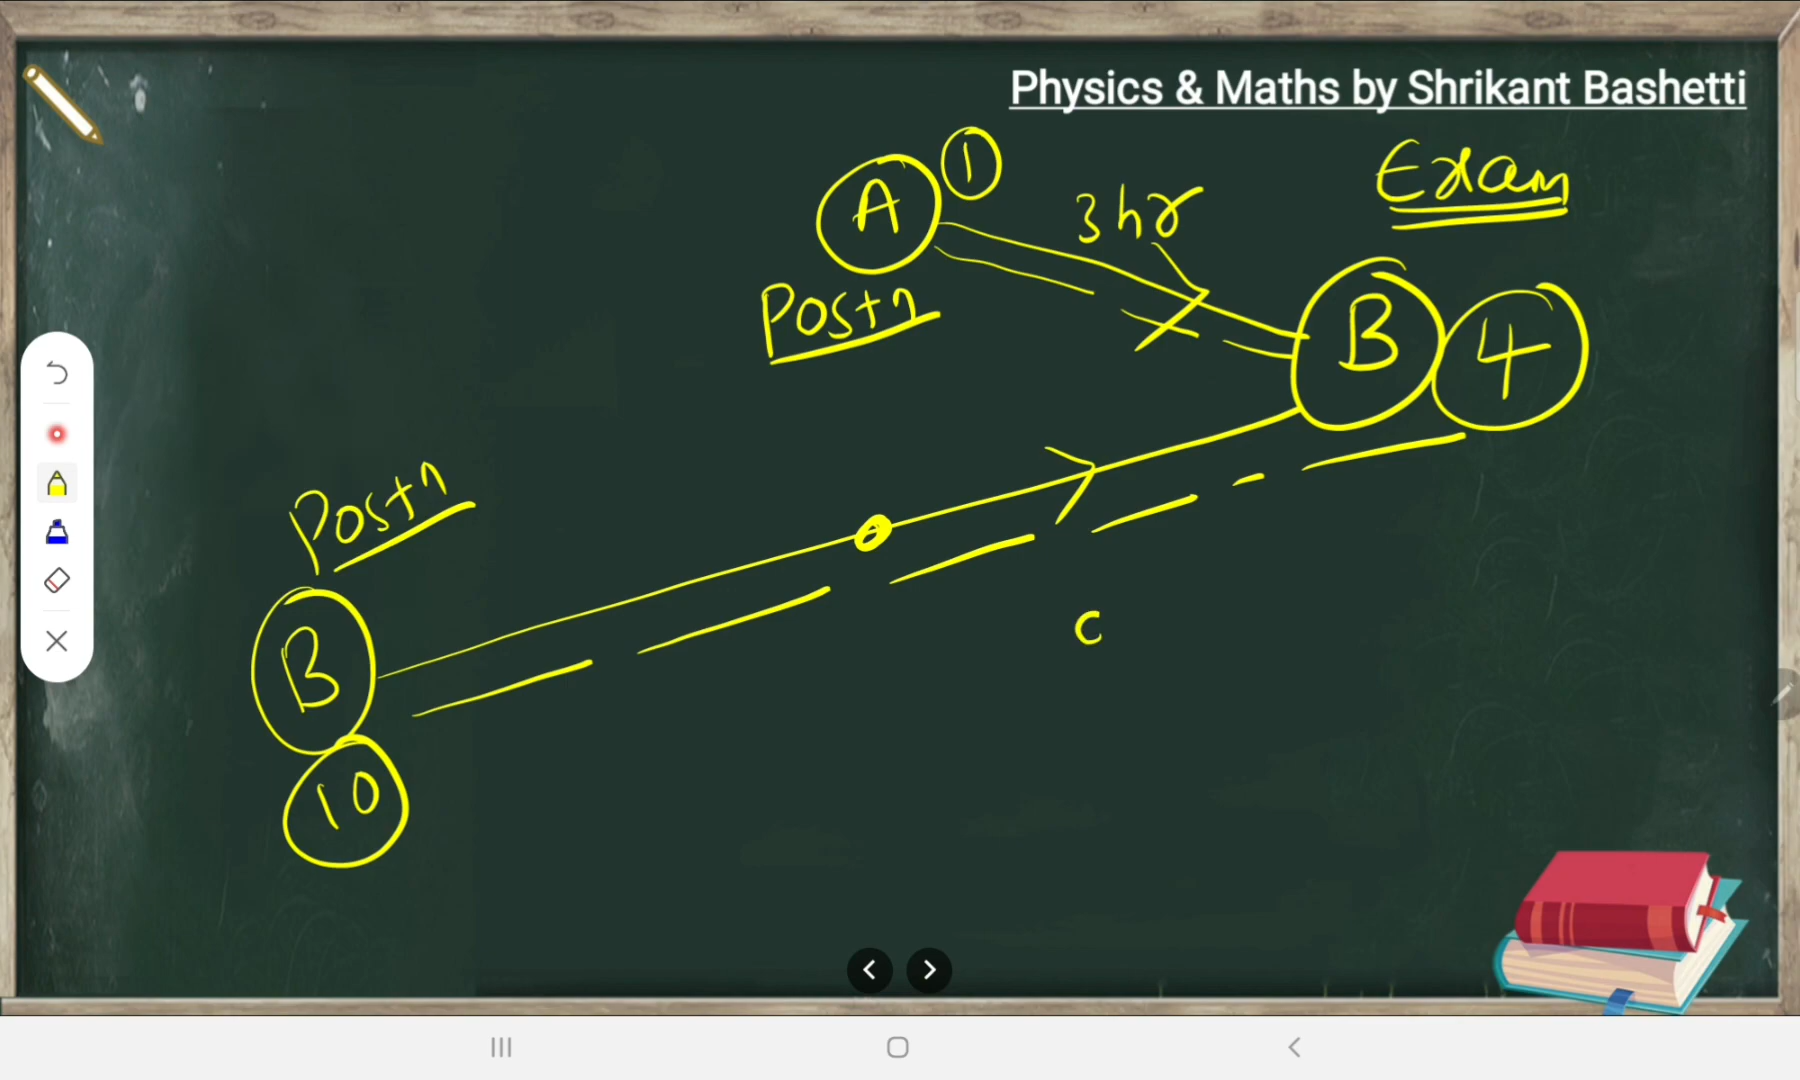 Physics & Maths by Shrikant Bashetti
A 1
3 hr
Exam
Postn
B 4
Postn
B
10
c